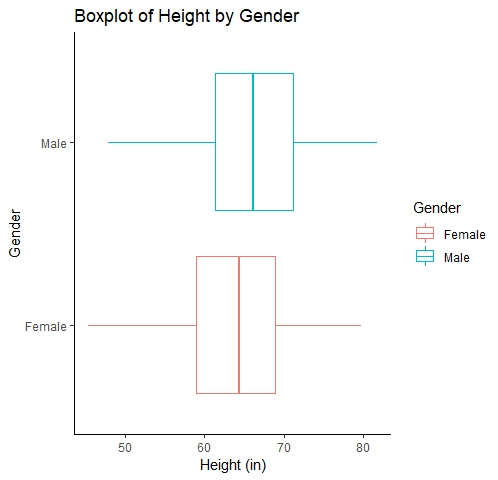 Boxplot of Height by Gender
Gender
Male
Female
50 60 70 80
Height (in)
Gender
Female
Male